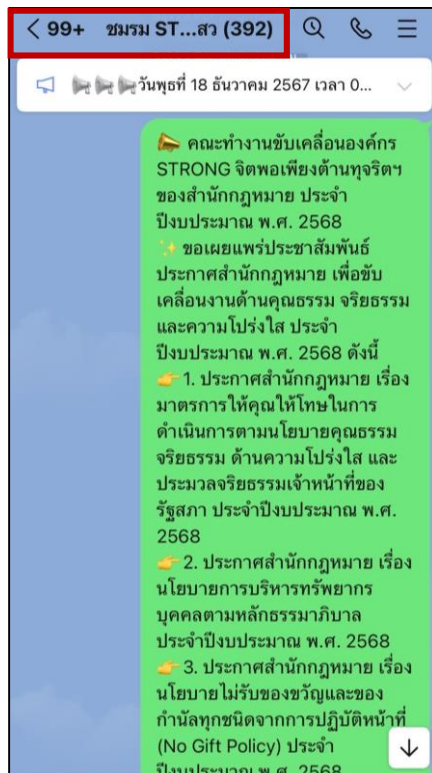 99+ ชมรม ST...สว (392)
วันพุธที่ 18 ธันวาคม 2567 เวลา 0...
คณะทำงานขับเคลื่อนองค์กร
STRONG จิตพอเพียงต้านทุจริตฯ
ของสำนักกฎหมาย ประจำ
ปีงบประมาณ พ.ศ. 2568
ขอเผยแพร่ประชาสัมพันธ์
ประกาศสำนักกฎหมาย เพื่อขับ
เคลื่อนงานด้านคุณธรรม จริยธรรม
และความโปร่งใส ประจำ
ปีงบประมาณ พ.ศ. 2568 ดังนี้
1. ประกาศสำนักกฎหมาย เรื่อง
มาตรการให้คุณให้โทษในการ
ดำเนินการตามนโยบายคุณธรรม
จริยธรรม ด้านความโปร่งใส และ
ประมวลจริยธรรมเจ้าหน้าที่ของ
รัฐสภา ประจำปีงบประมาณ พ.ศ.
2568
2. ประกาศสำนักกฎหมาย เรื่อง
นโยบายการบริหารทรัพยากร
บุคคลตามหลักธรรมาภิบาล
ประจำปีงบประมาณ พ.ศ. 2568
3. ประกาศสำนักกฎหมาย เรื่อง
นโยบายไม่รับของขวัญและของ
กำนัลทุกชนิดจากการปฏิบัติหน้าที่
(No Gift Policy) ประจำ
ปีงบประมาณ พ.ศ. 2568